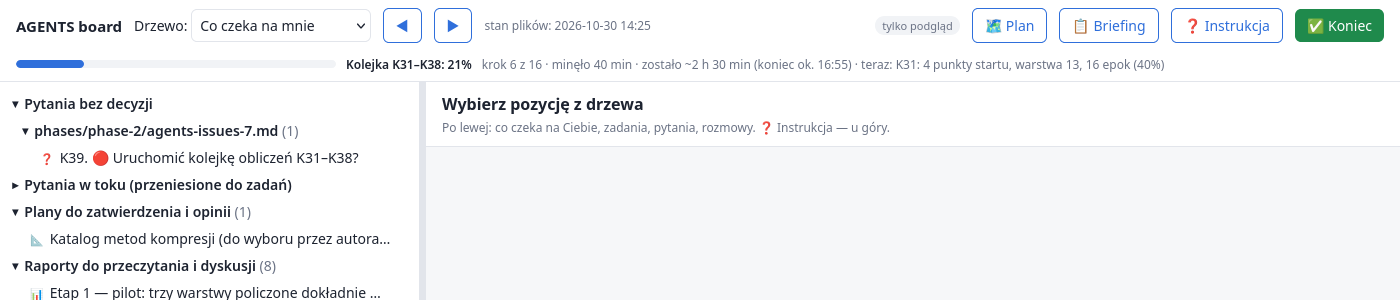 AGENTS board Drzewo: Co czeka na mnie ◀ ▶ stan plików: 2026-10-30 14:25 tylko podgląd 🗺️ Plan 📋 Briefing ❓ Instrukcja ✅ Koniec
Kolejka K31–K38: 21% krok 6 z 16 · minęło 40 min · zostało ~2 h 30 min (koniec ok. 16:55) · teraz: K31: 4 punkty startu, warstwa 13, 16 epok (40%)
▾ Pytania bez decyzji
▾ phases/phase-2/agents-issues-7.md (1)
❓ K39. 🔴 Uruchomić kolejkę obliczeń K31–K38?
▸ Pytania w toku (przeniesione do zadań)
▾ Plany do zatwierdzenia i opinii (1)
📐 Katalog metod kompresji (do wyboru przez autora...
▾ Raporty do przeczytania i dyskusji (8)
📊 Etap 1 — pilot: trzy warstwy policzone dokładnie ...
Wybierz pozycję z drzewa
Po lewej: co czeka na Ciebie, zadania, pytania, rozmowy. ❓ Instrukcja — u góry.